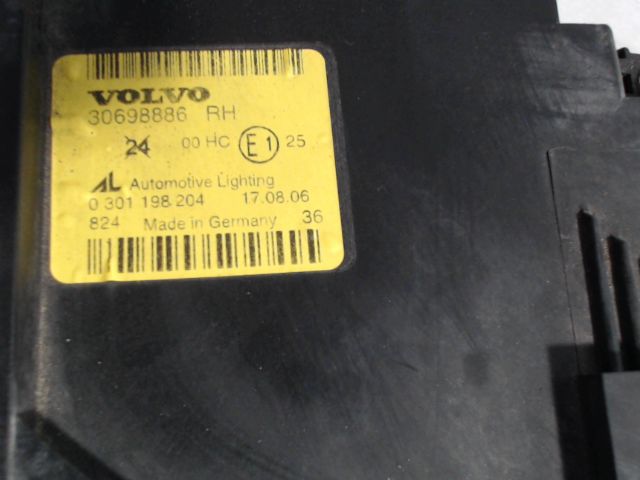 VOLVO
30698886 RH
24 00 HC E1 25
AL Automotive Lighting
0 301 198 204 17.08.06
824 Made in Germany 36